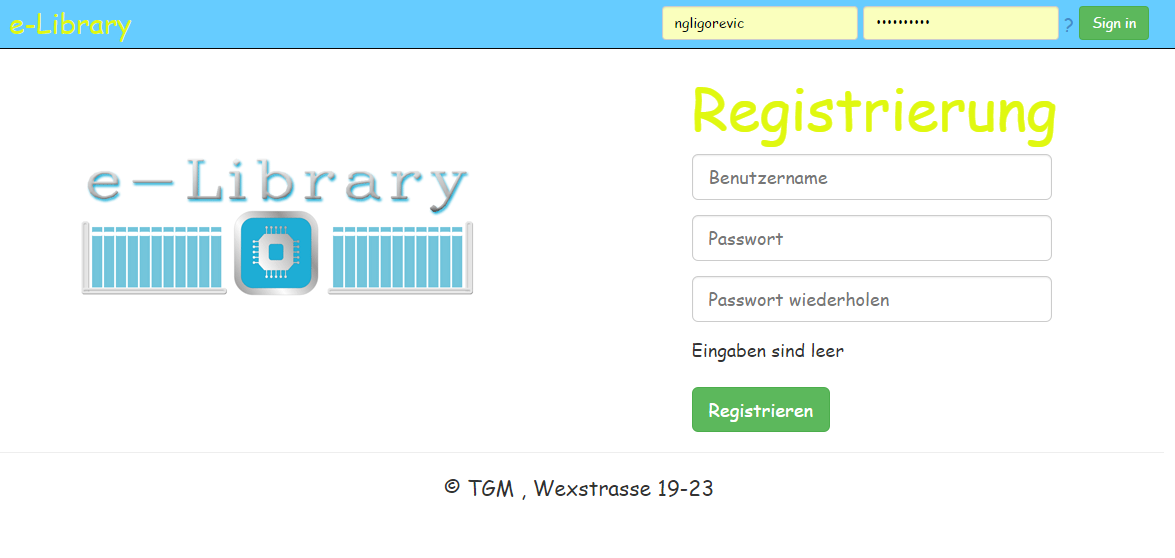 e-Library
ngligorevic
•••••••••• ? Sign in
Registrierung
e-Library
Benutzername
Passwort
Passwort wiederholen
Eingaben sind leer
Registrieren
© TGM , Wexstrasse 19-23